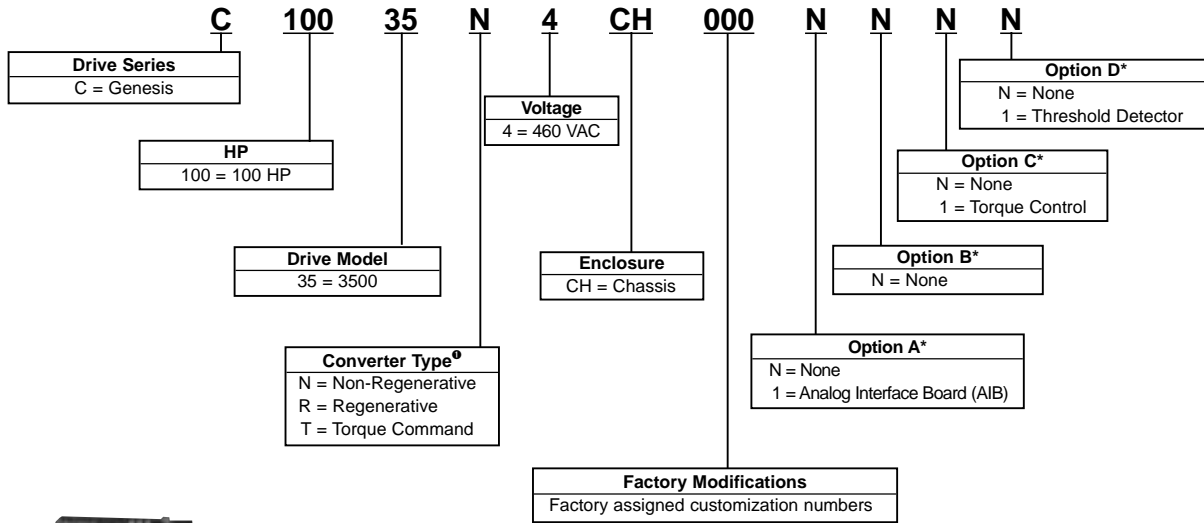 C 100 35 N 4 CH 000 N N N N
Drive Series
C = Genesis
HP
100 = 100 HP
Drive Model
35 = 3500
Converter Type❶
N = Non-Regenerative
R = Regenerative
T = Torque Command
Voltage
4 = 460 VAC
Enclosure
CH = Chassis
Factory Modifications
Factory assigned customization numbers
Option A*
N = None
1 = Analog Interface Board (AIB)
Option B*
N = None
Option C*
N = None
1 = Torque Control
Option D*
N = None
1 = Threshold Detector